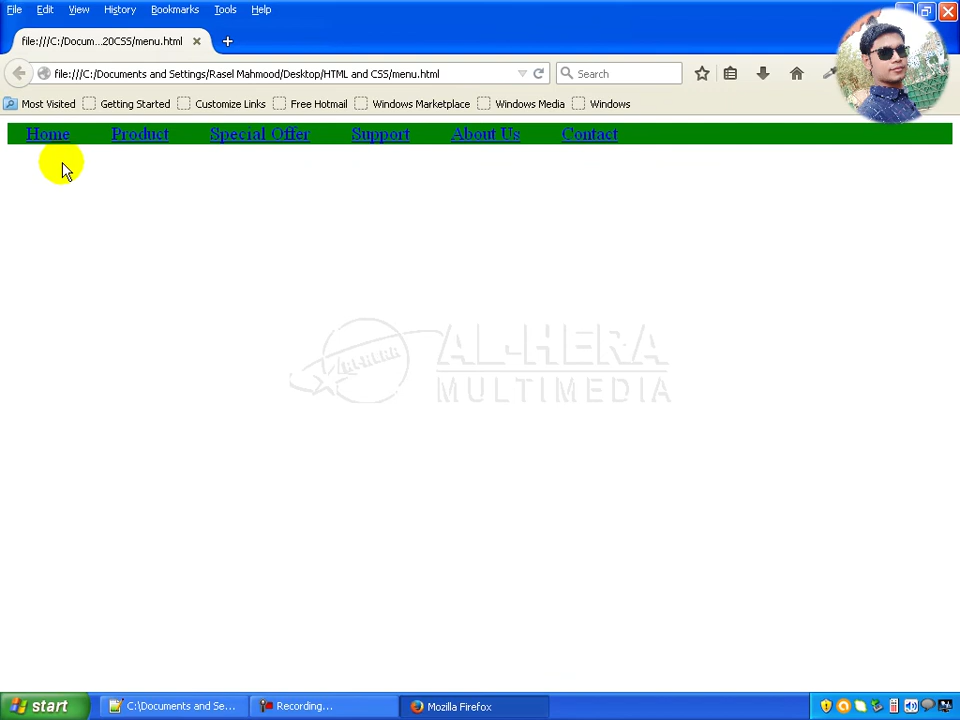 File Edit View History Bookmarks Tools Help
file:///C:/Docum...20CSS/menu.html
file:///C:/Documents and Settings/Rasel Mahmood/Desktop/HTML and CSS/menu.html Search
Most Visited Getting Started Customize Links Free Hotmail Windows Marketplace Windows Media Windows
Home Product Special Offer Support About Us Contact
AL-HERA
AL-HERA
MULTIMEDIA
start C:\Documents and Se... Recording... Mozilla Firefox